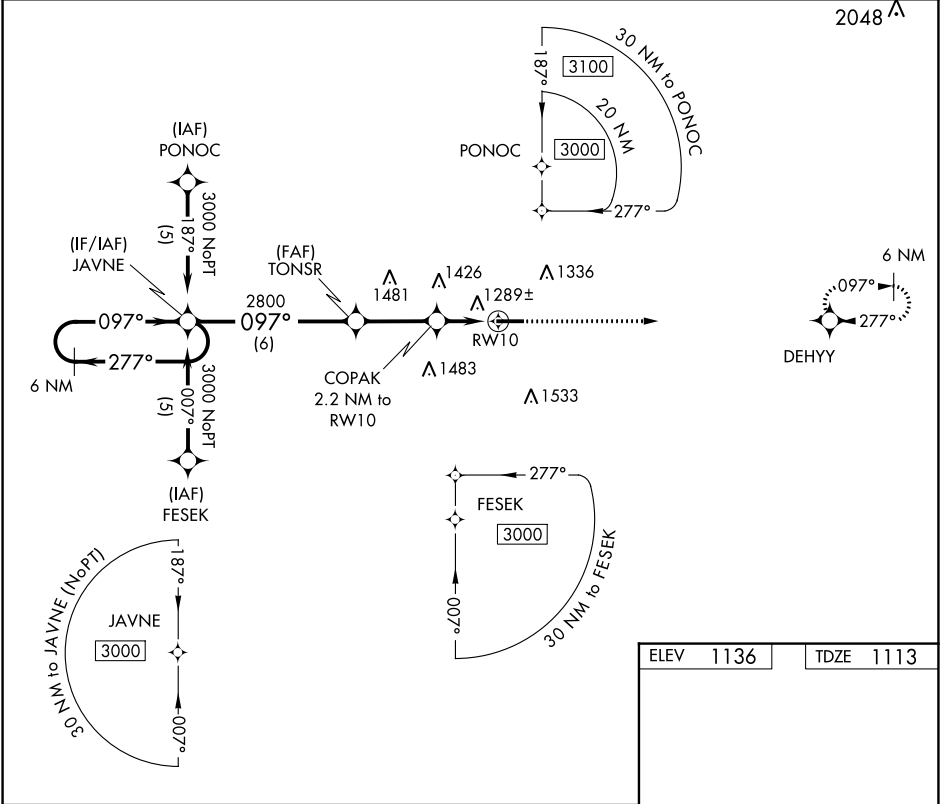 2048
30 NM to PONOC
187°
3100
20 NM
PONOC
3000
277°
(IAF)
PONOC
3000 NoPT
187°
(5)
(IF/IAF)
JAVNE
(FAF)
TONSR
1481
1426
1336
1289±
6 NM
097°
277°
DEHYY
097°
2800
097°
(6)
RW10
277°
6 NM
COPAK
2.2 NM to
RW10
1483
1533
3000 NoPT
007°
(5)
(IAF)
FESEK
277°
FESEK
3000
007°
30 NM to FESEK
30 NM to JAVNE (NoPT)
187°
JAVNE
3000
007°
ELEV 1136
TDZE 1113